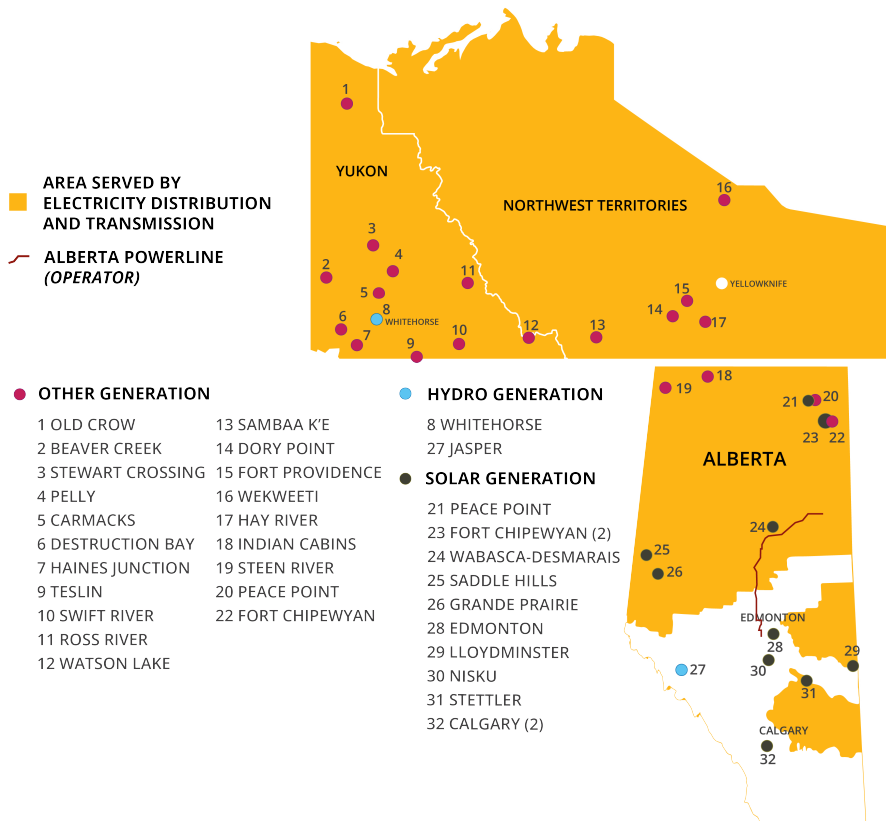 1
YUKON
NORTHWEST TERRITORIES
16
3
4
2
5
11
8
WHITEHORSE
6
7
9
10
12
13
14
15
17
YELLOWKNIFE
AREA SERVED BY
ELECTRICITY DISTRIBUTION
AND TRANSMISSION
ALBERTA POWERLINE
(OPERATOR)
OTHER GENERATION
1 OLD CROW
2 BEAVER CREEK
3 STEWART CROSSING
4 PELLY
5 CARMACKS
6 DESTRUCTION BAY
7 HAINES JUNCTION
9 TESLIN
10 SWIFT RIVER
11 ROSS RIVER
12 WATSON LAKE
13 SAMBAA K'E
14 DORY POINT
15 FORT PROVIDENCE
16 WEKWEETI
17 HAY RIVER
18 INDIAN CABINS
19 STEEN RIVER
20 PEACE POINT
22 FORT CHIPEWYAN
HYDRO GENERATION
8 WHITEHORSE
27 JASPER
SOLAR GENERATION
21 PEACE POINT
23 FORT CHIPEWYAN (2)
24 WABASCA-DESMARAIS
25 SADDLE HILLS
26 GRANDE PRAIRIE
28 EDMONTON
29 LLOYDMINSTER
30 NISKU
31 STETTLER
32 CALGARY (2)
19
18
21
20
23
22
ALBERTA
24
25
26
EDMONTON
28
29
30
27
31
CALGARY
32